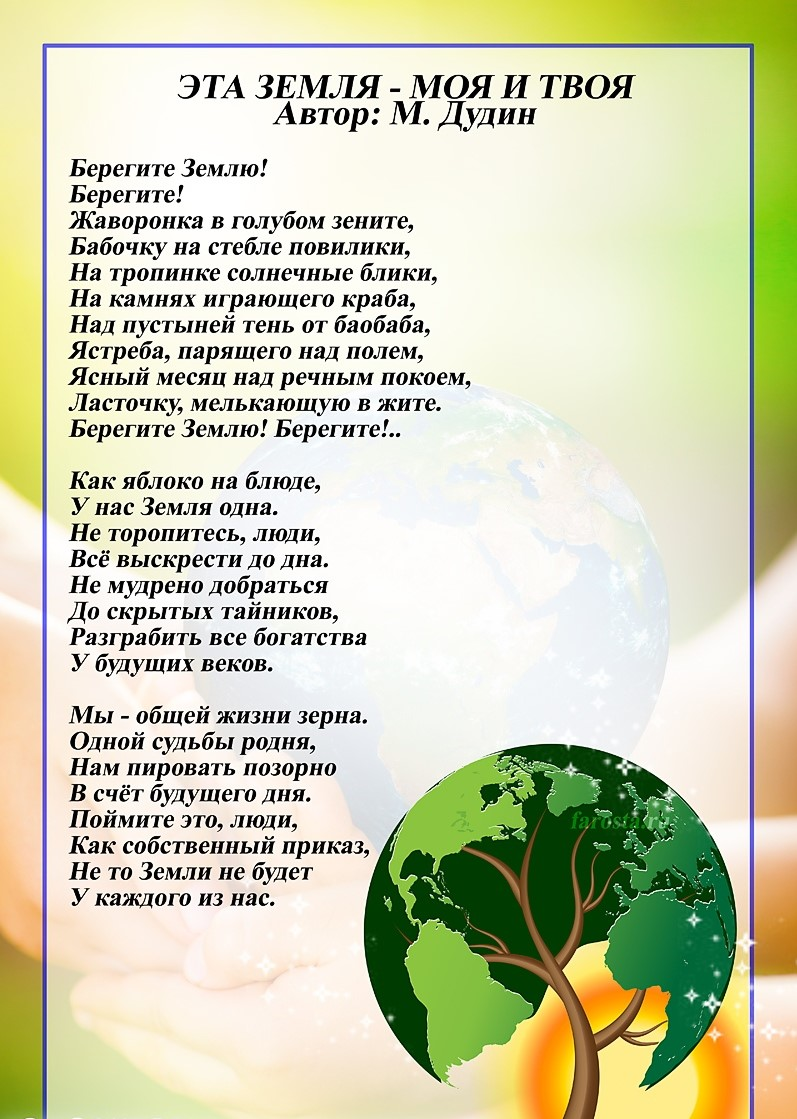 ЭТА ЗЕМЛЯ - МОЯ И ТВОЯ
Автор: М. Дудин
Берегите Землю!
Берегите!
Жаворонка в голубом зените,
Бабочку на стебле повилики,
На тропинке солнечные блики,
На камнях играющего краба,
Над пустыней тень от баобаба,
Ястреба, парящего над полем,
Ясный месяц над речным покоем,
Ласточку, мелькающую в жите.
Берегите Землю! Берегите!..
Как яблоко на блюде,
У нас Земля одна.
Не торопитесь, люди,
Всё выскрести до дна.
Не мудрено добраться
До скрытых тайников,
Разграбить все богатства
У будущих веков.
Мы - общей жизни зерна.
Одной судьбы родня,
Нам пировать позорно
В счёт будущего дня.
Поймите это, люди,
Как собственный приказ,
Не то Земли не будет
У каждого из нас.